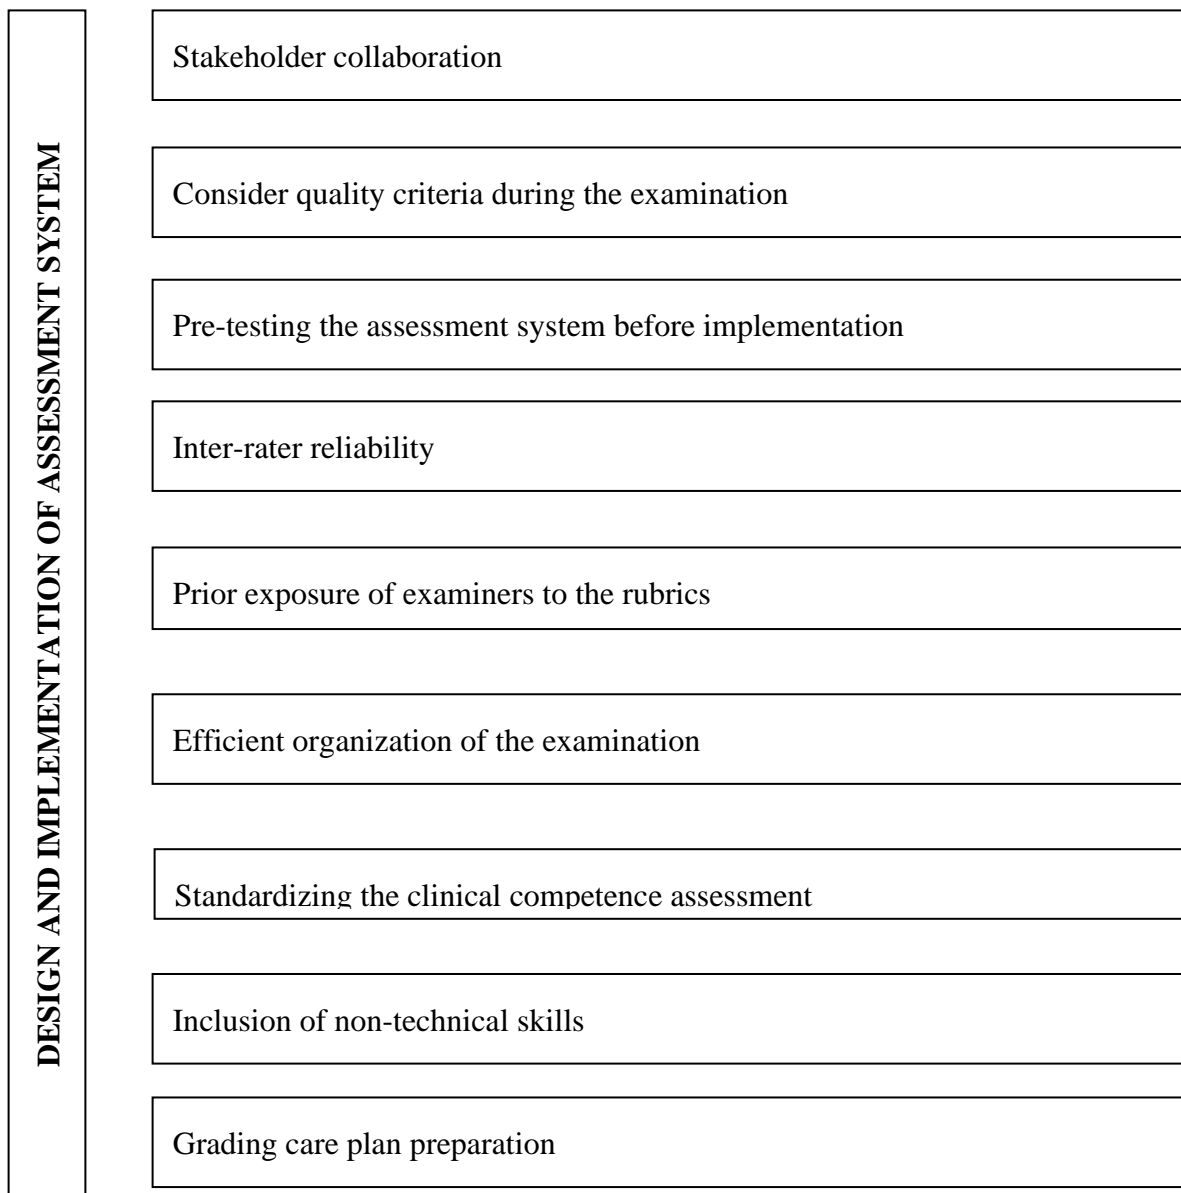 DESIGN AND IMPLEMENTATION OF ASSESSMENT SYSTEM
Stakeholder collaboration
Consider quality criteria during the examination
Pre-testing the assessment system before implementation
Inter-rater reliability
Prior exposure of examiners to the rubrics
Efficient organization of the examination
Standardizing the clinical competence assessment
Inclusion of non-technical skills
Grading care plan preparation